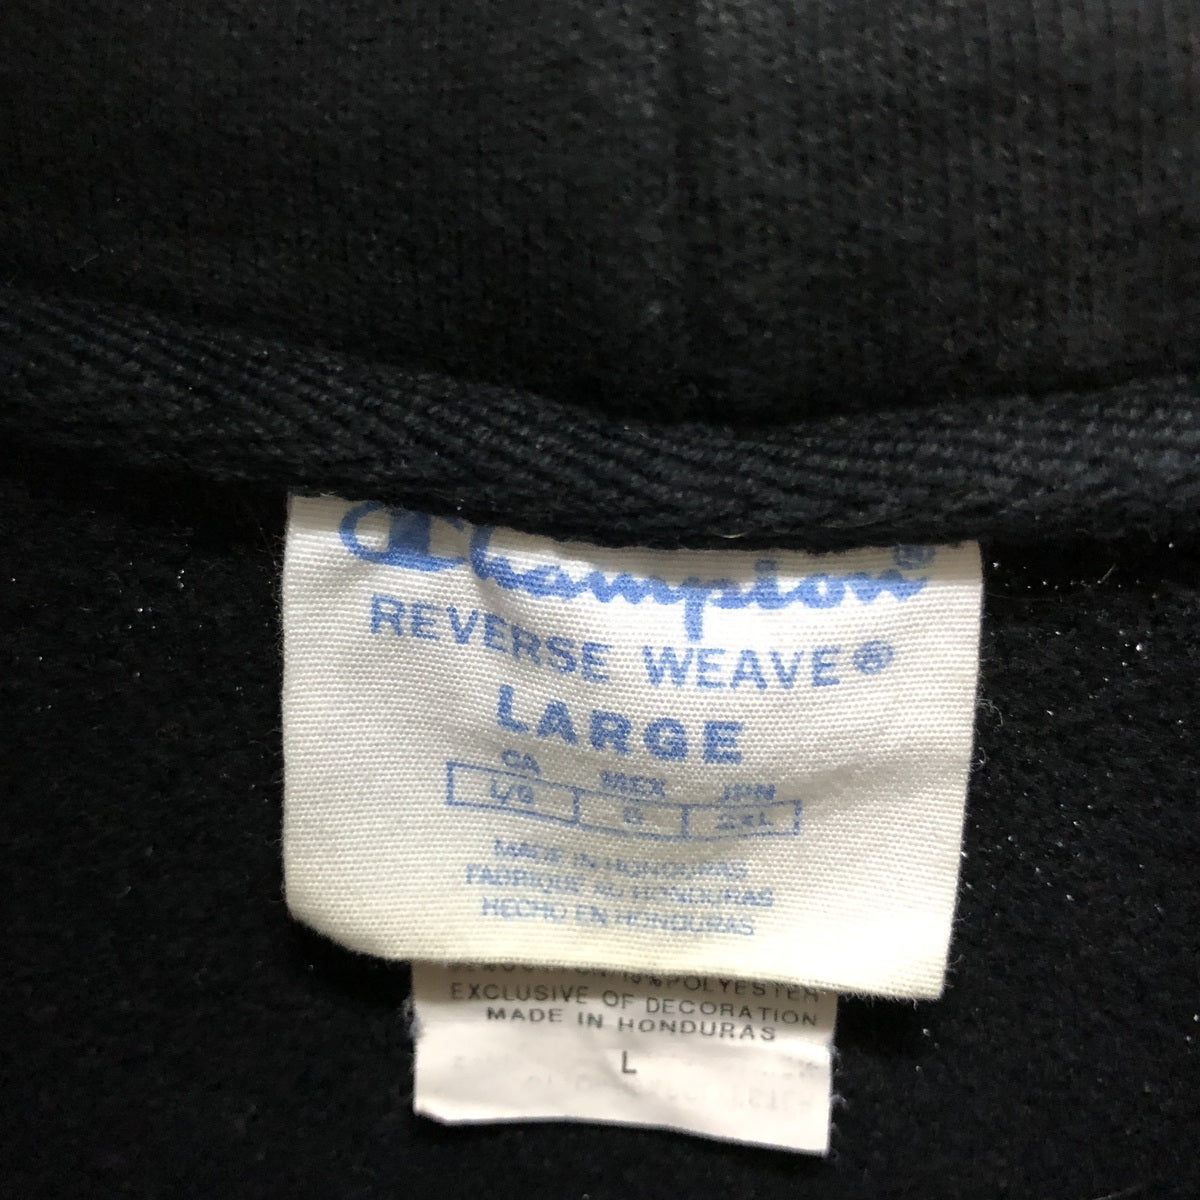 Champion®
REVERSE WEAVE®
LARGE
CA MEX JPN
L/G G 2XL
MADE IN HONDURAS
FABRIQUÉ AU HONDURAS
HECHO EN HONDURAS
POLYESTER
EXCLUSIVE OF DECORATION
MADE IN HONDURAS
L